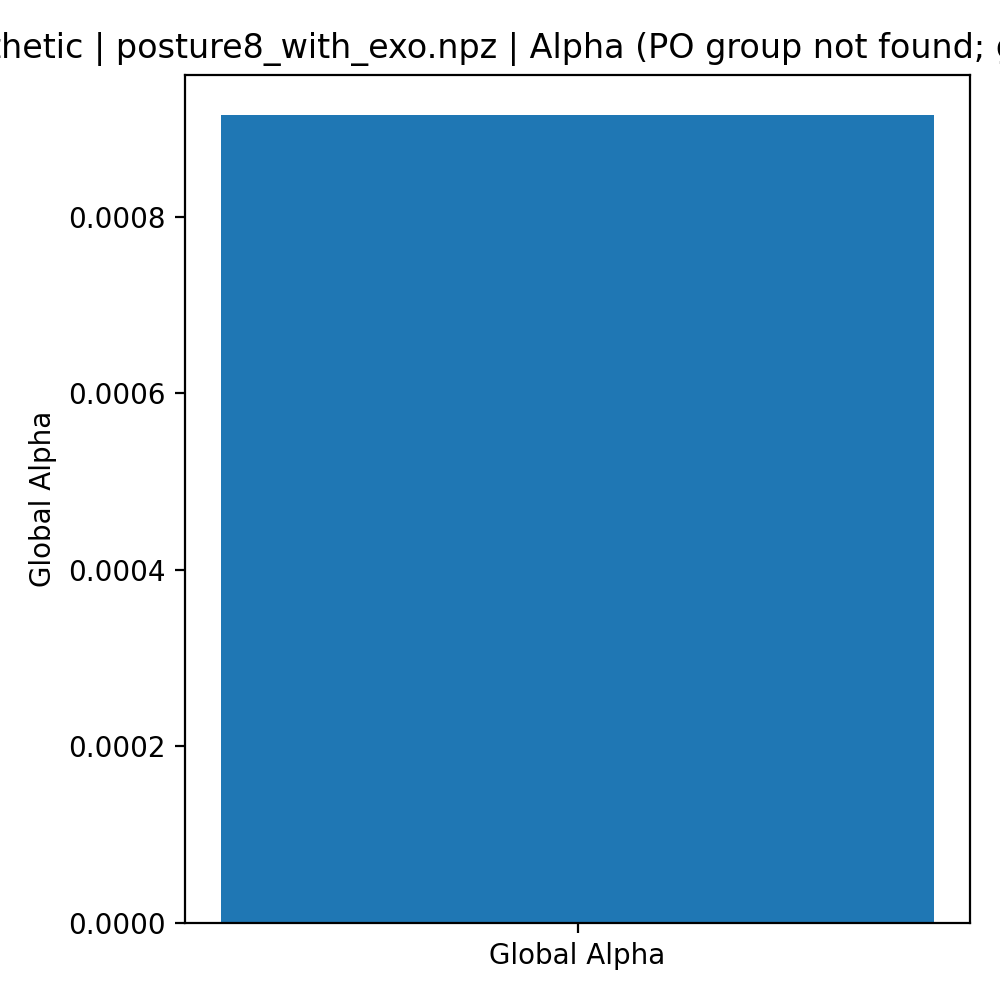 hetic | posture8_with_exo.npz | Alpha (PO group not found;
0.0008
0.0006
0.0004
0.0002
0.0000
Global Alpha
Global Alpha